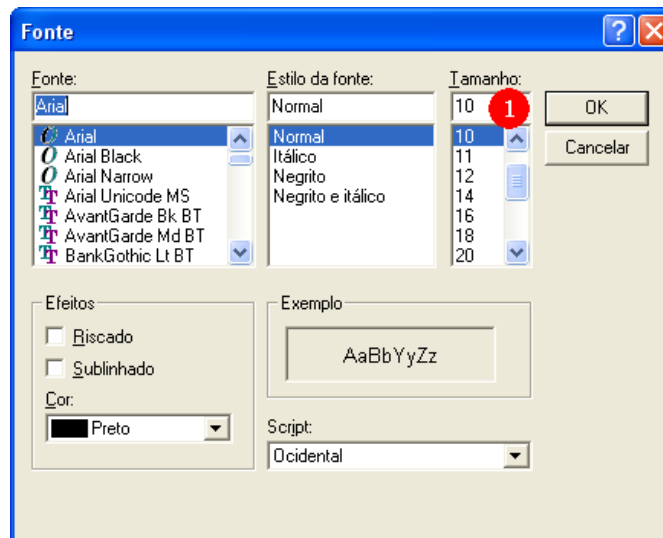 Fonte
Fonte:
Arial
Arial
Arial Black
Arial Narrow
Arial Unicode MS
AvantGarde Bk BT
AvantGarde Md BT
BankGothic Lt BT
Estilo da fonte:
Normal
Normal
Itálico
Negrito
Negrito e itálico
Tamanho:
10
1
10
11
12
14
16
18
20
OK
Cancelar
Efeitos
Riscado
Sublinhado
Cor:
Preto
Exemplo
AaBbYyZz
Script:
Ocidental